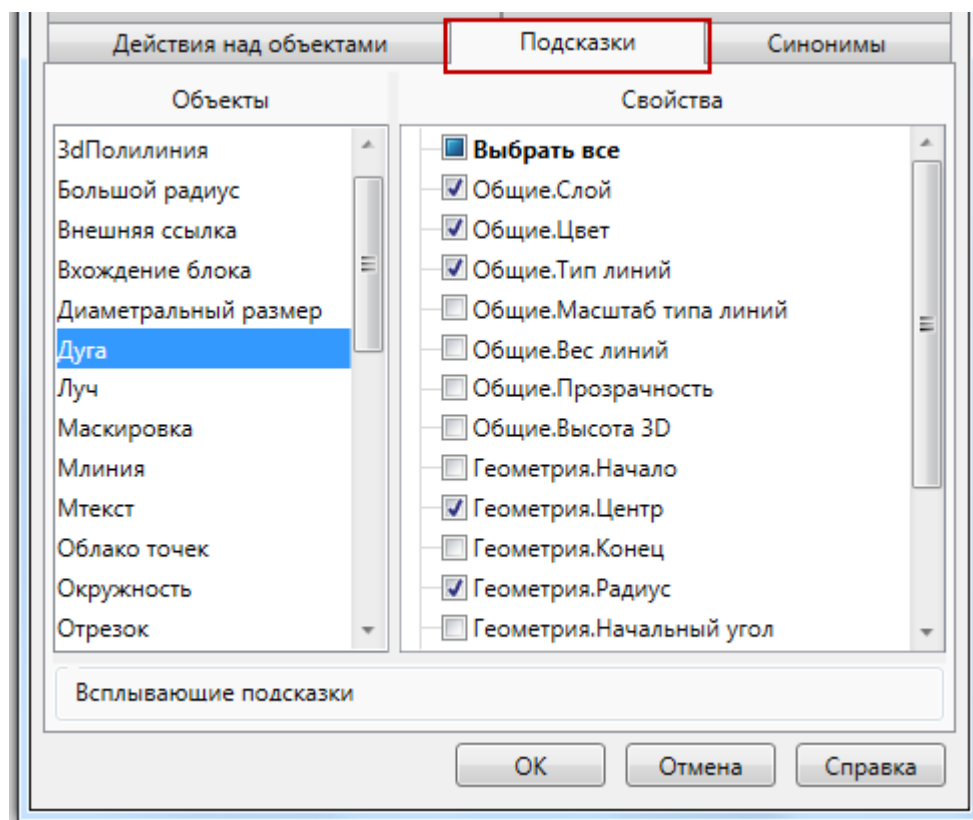 Действия над объектами
Подсказки
Синонимы
Объекты
3dПолилиния
Большой радиус
Внешняя ссылка
Вхождение блока
Диаметральный размер
Дуга
Луч
Маскировка
Млиния
Мтекст
Облако точек
Окружность
Отрезок
Свойства
Выбрать все
Общие.Слой
Общие.Цвет
Общие.Тип линий
Общие.Масштаб типа линий
Общие.Вес линий
Общие.Прозрачность
Общие.Высота 3D
Геометрия.Начало
Геометрия.Центр
Геометрия.Конец
Геометрия.Радиус
Геометрия.Начальный угол
Всплывающие подсказки
ОК
Отмена
Справка